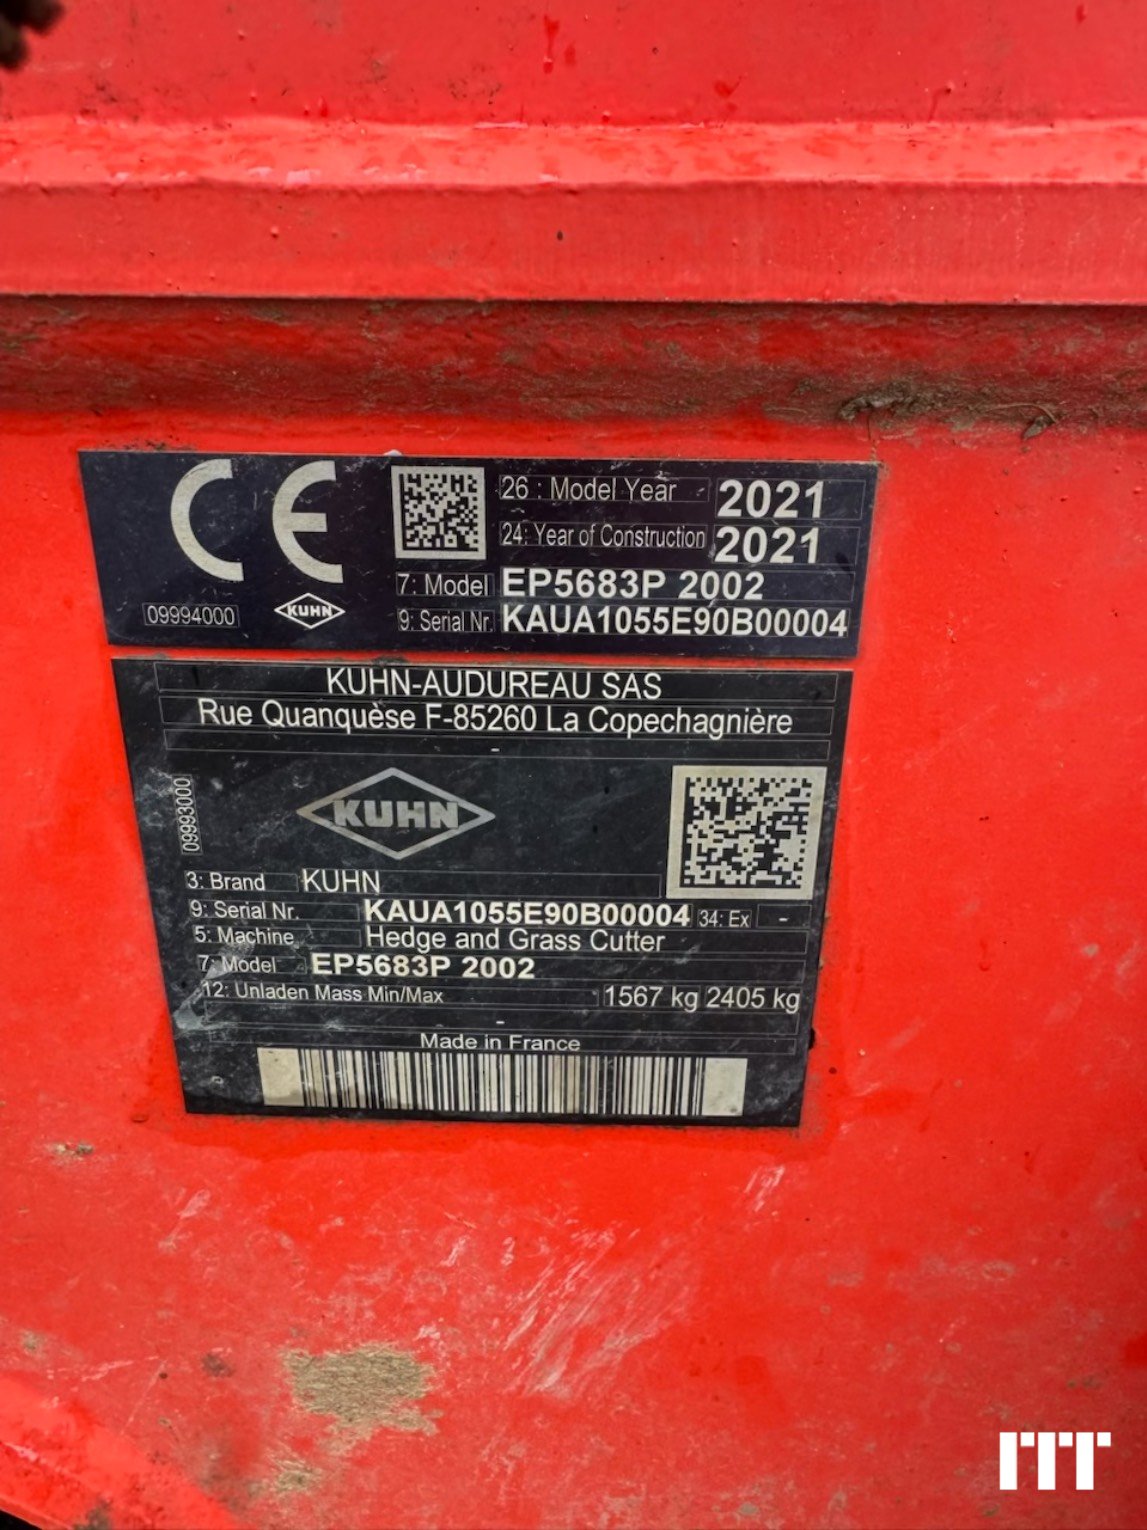 CE
26 : Model Year 2021
24: Year of Construction 2021
7: Model EP5683P 2002
09994000 KUHN 9: Serial Nr. KAUA1055E90B00004
KUHN-AUDUREAU SAS
Rue Quanquèse F-85260 La Copechagnière
-
09993000
KUHN
3: Brand KUHN
9: Serial Nr. KAUA1055E90B00004 34: Ex -
5: Machine Hedge and Grass Cutter
7: Model EP5683P 2002
12: Unladen Mass Min/Max 1567 kg 2405 kg
-
Made in France